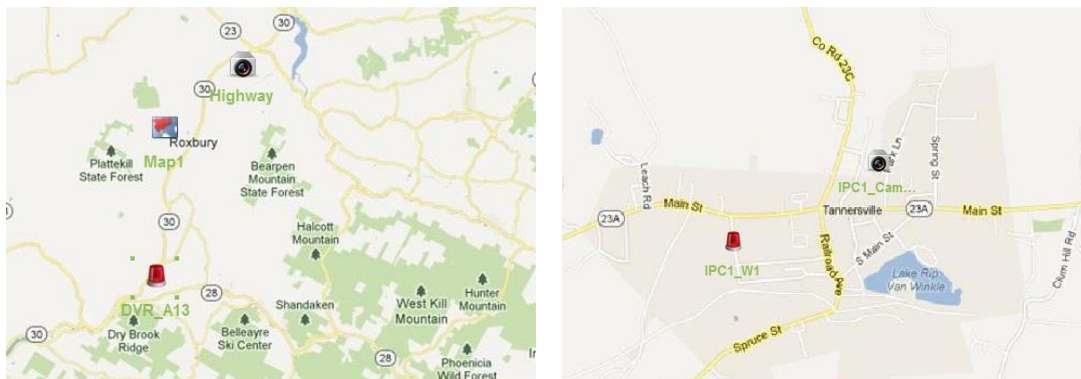 23
30
30
Highway
Roxbury
Map1
Plattekill
State Forest
Bearpen
Mountain
State Forest
30
Halcott
Mountain
DVR_A13
28
Shandaken
West Kill
Mountain
Hunter
Mountain
30
Dry Brook
Ridge
Belleayre
Ski Center
28
Phoenicia
Wild Forest
Co Rd 23C
Leach Rd
Park Ln
Spring St
IPC1_Cam...
23A
Main St
Tannersville
23A
Main St
IPC1_W1
Railroad Ave
S Main St
Lake Rip
Van Winkle
Clum Hill Rd
Spruce St